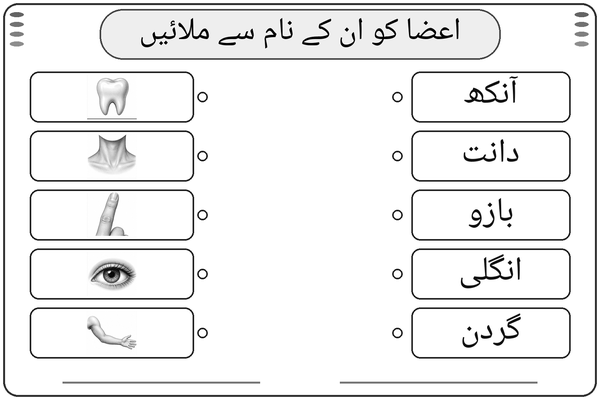 اعضا کو ان کے نام سے ملائیں
آنکھ
دانت
بازو
انگلی
گردن